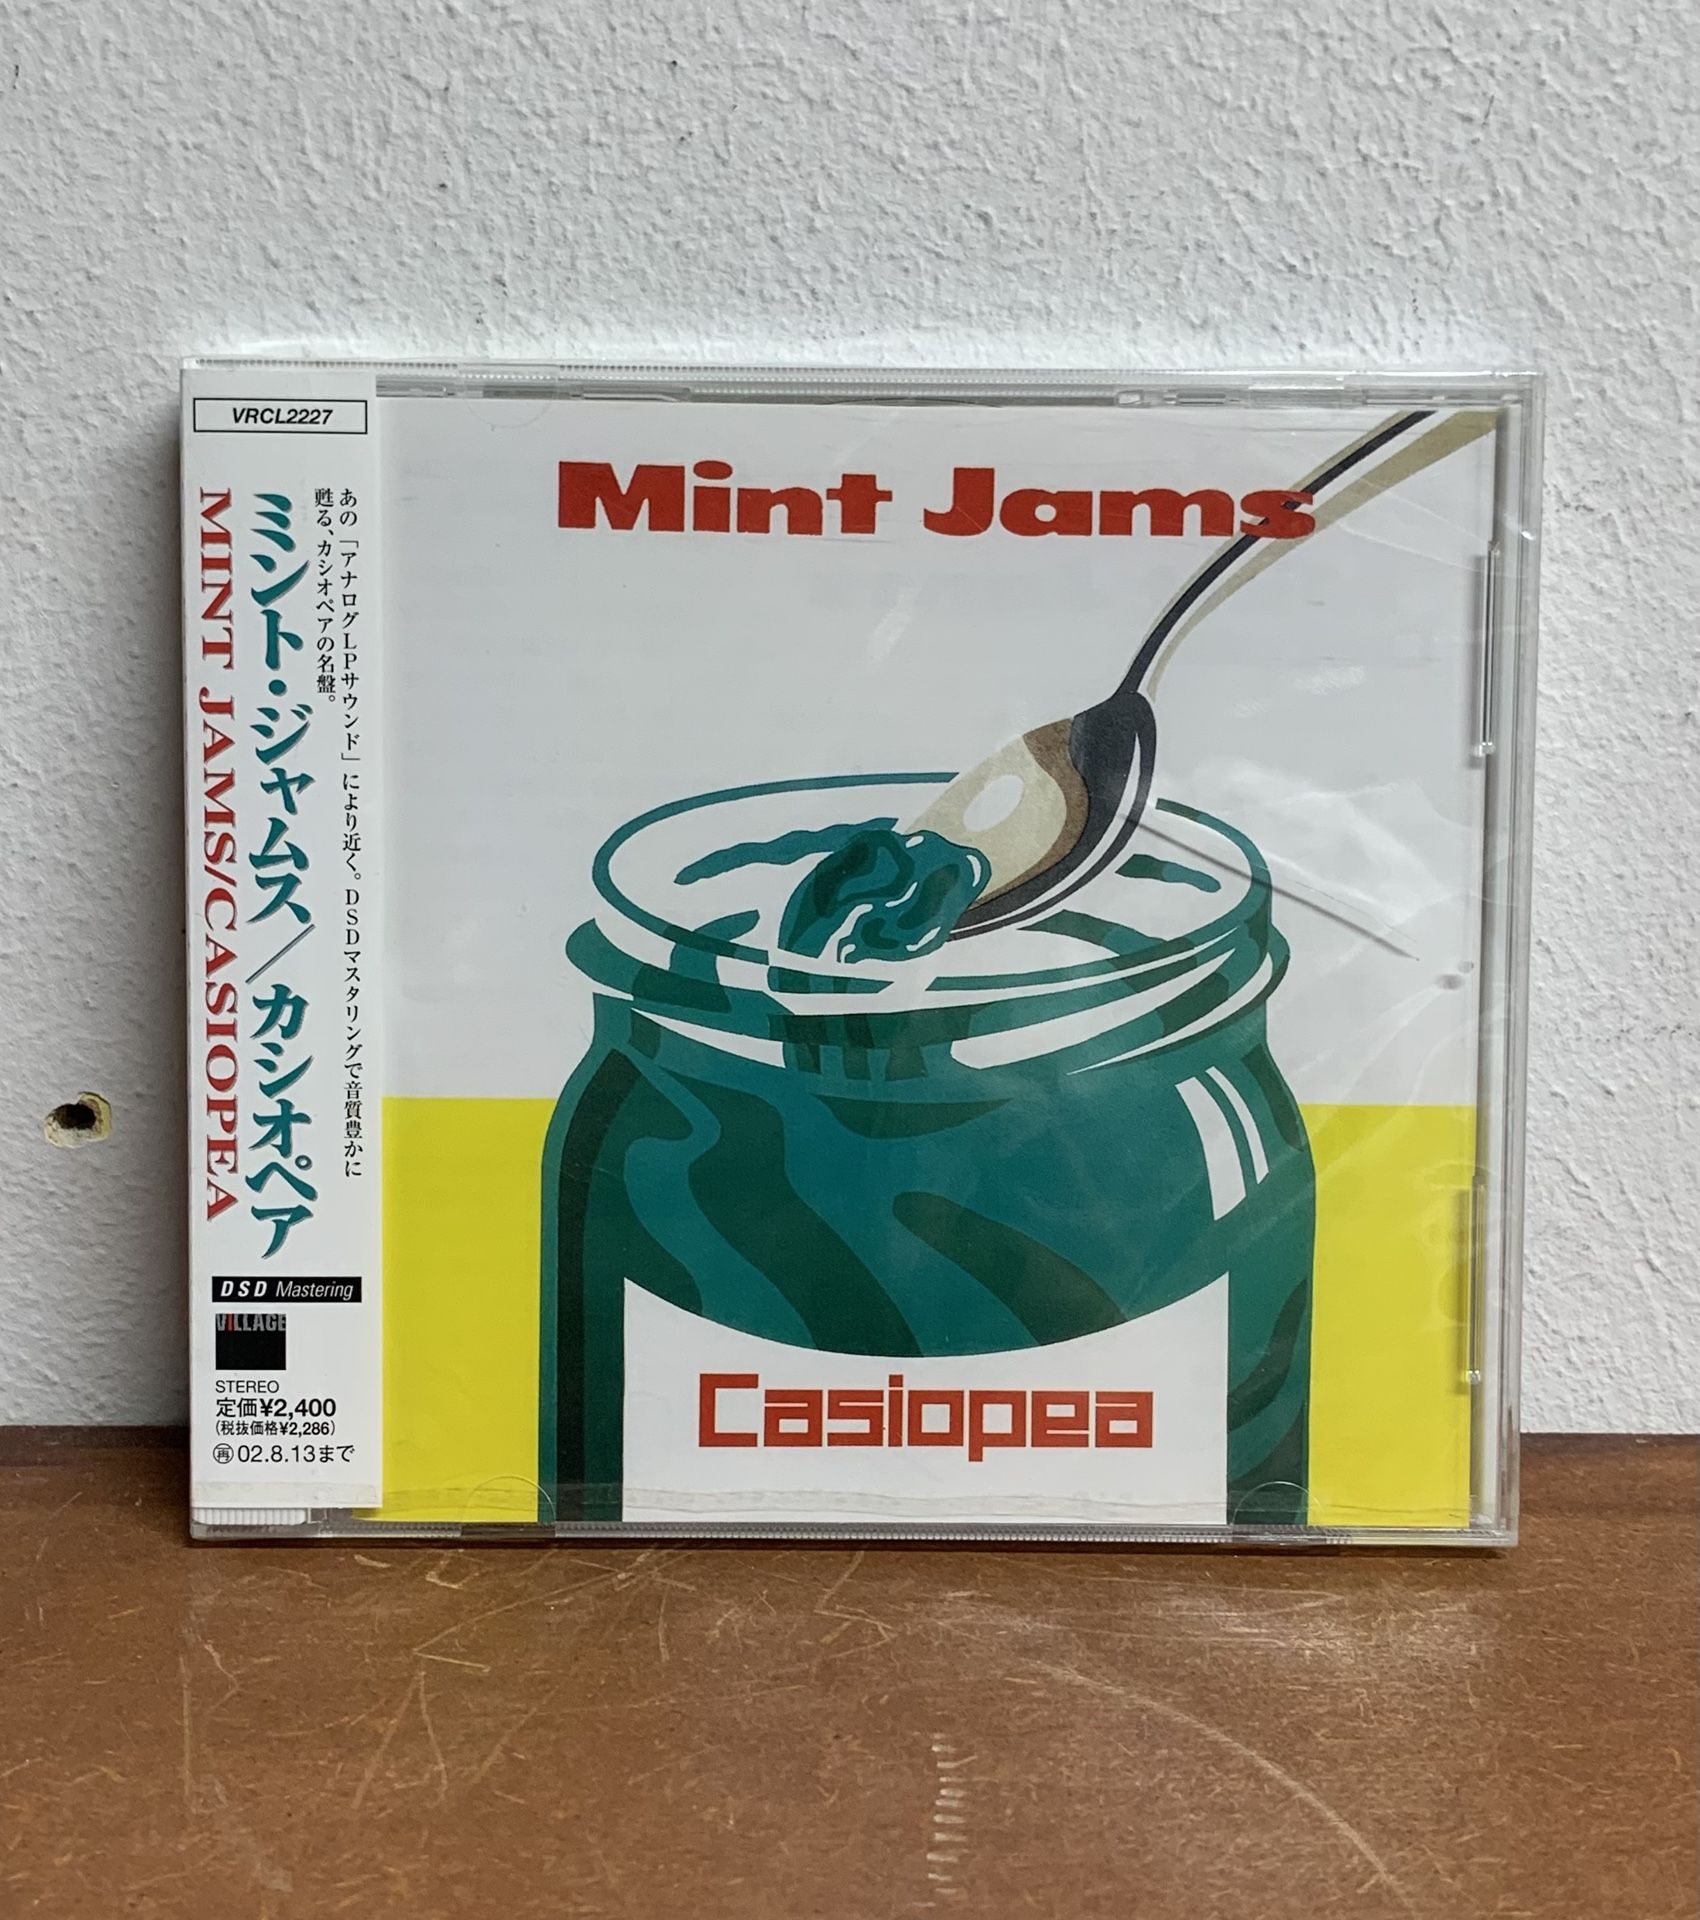 VRCL2227
あの「アナログLPサウンド」により近く。DSDマスタリングで音質豊かに
甦る、カシオペアの名盤。
ミント・ジャムス／カシオペア
MINT JAMS/CASIOPEA
DSD Mastering
VILLAGE
STEREO
定価¥2,400
(税抜価格¥2,286)
再 02.8.13まで
Mint Jams
Casiopea